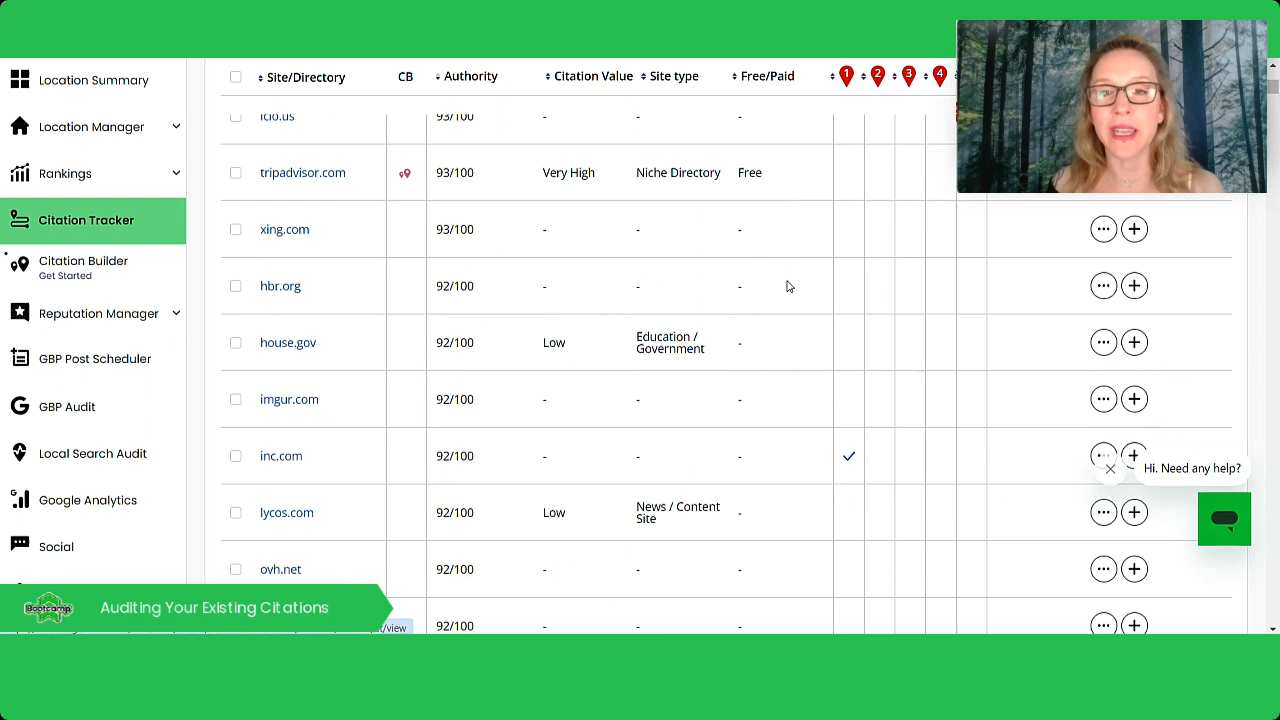 Location Summary
Location Manager
Rankings
Citation Tracker
Citation Builder
Get Started
Reputation Manager
GBP Post Scheduler
GBP Audit
Local Search Audit
Google Analytics
Social
Site/Directory CB Authority Citation Value Site type Free/Paid 1 2 3 4
93/100
tripadvisor.com 93/100 Very High Niche Directory Free
xing.com 93/100 - - -
hbr.org 92/100 - - -
house.gov 92/100 Low Education / -
Government
imgur.com 92/100 - - -
inc.com 92/100 - - -
lycos.com 92/100 Low News / Content -
Site
ovh.net 92/100 - - -
92/100 - - -
Hi. Need any help?
Bootcamp
Auditing Your Existing Citations
/view